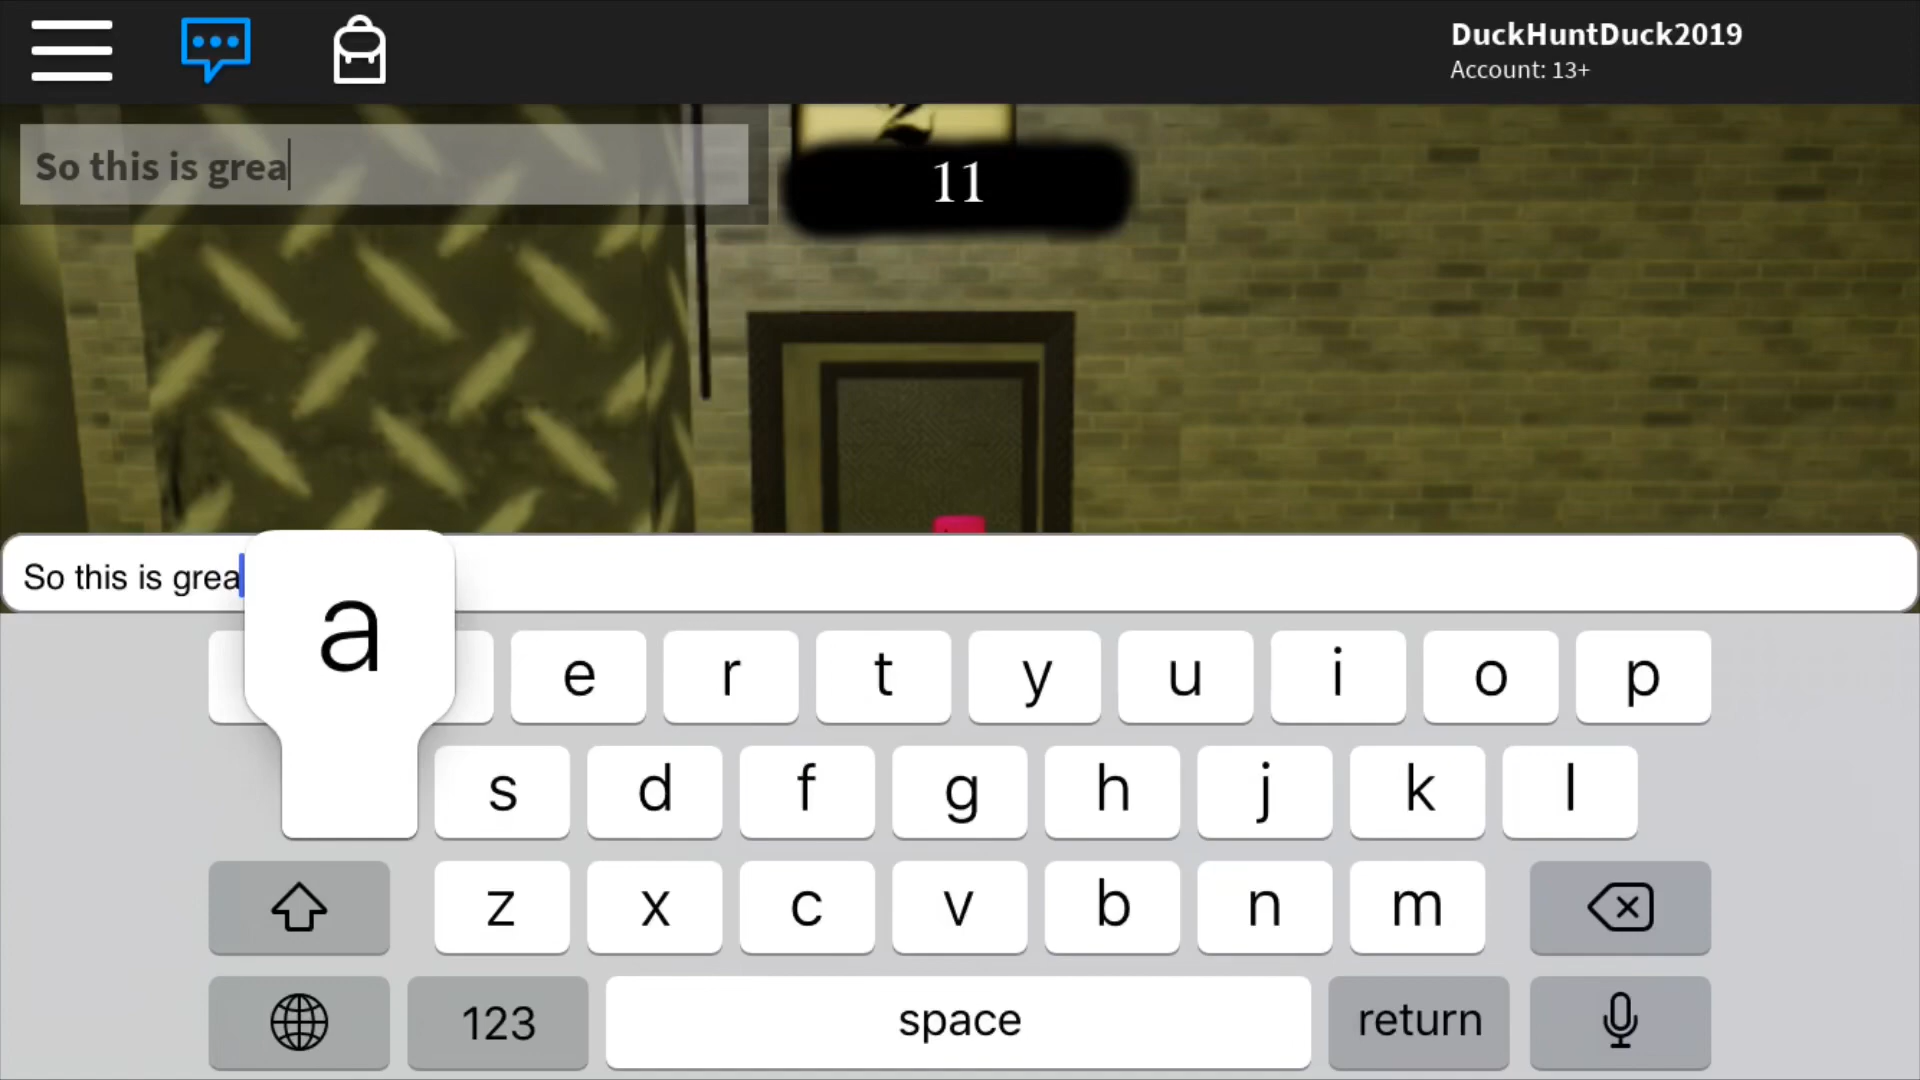 DuckHuntDuck2019
Account: 13+
So this is grea
11
So this is grea
a
e r t y u i o p
s d f g h j k l
z x c v b n m
123 space return